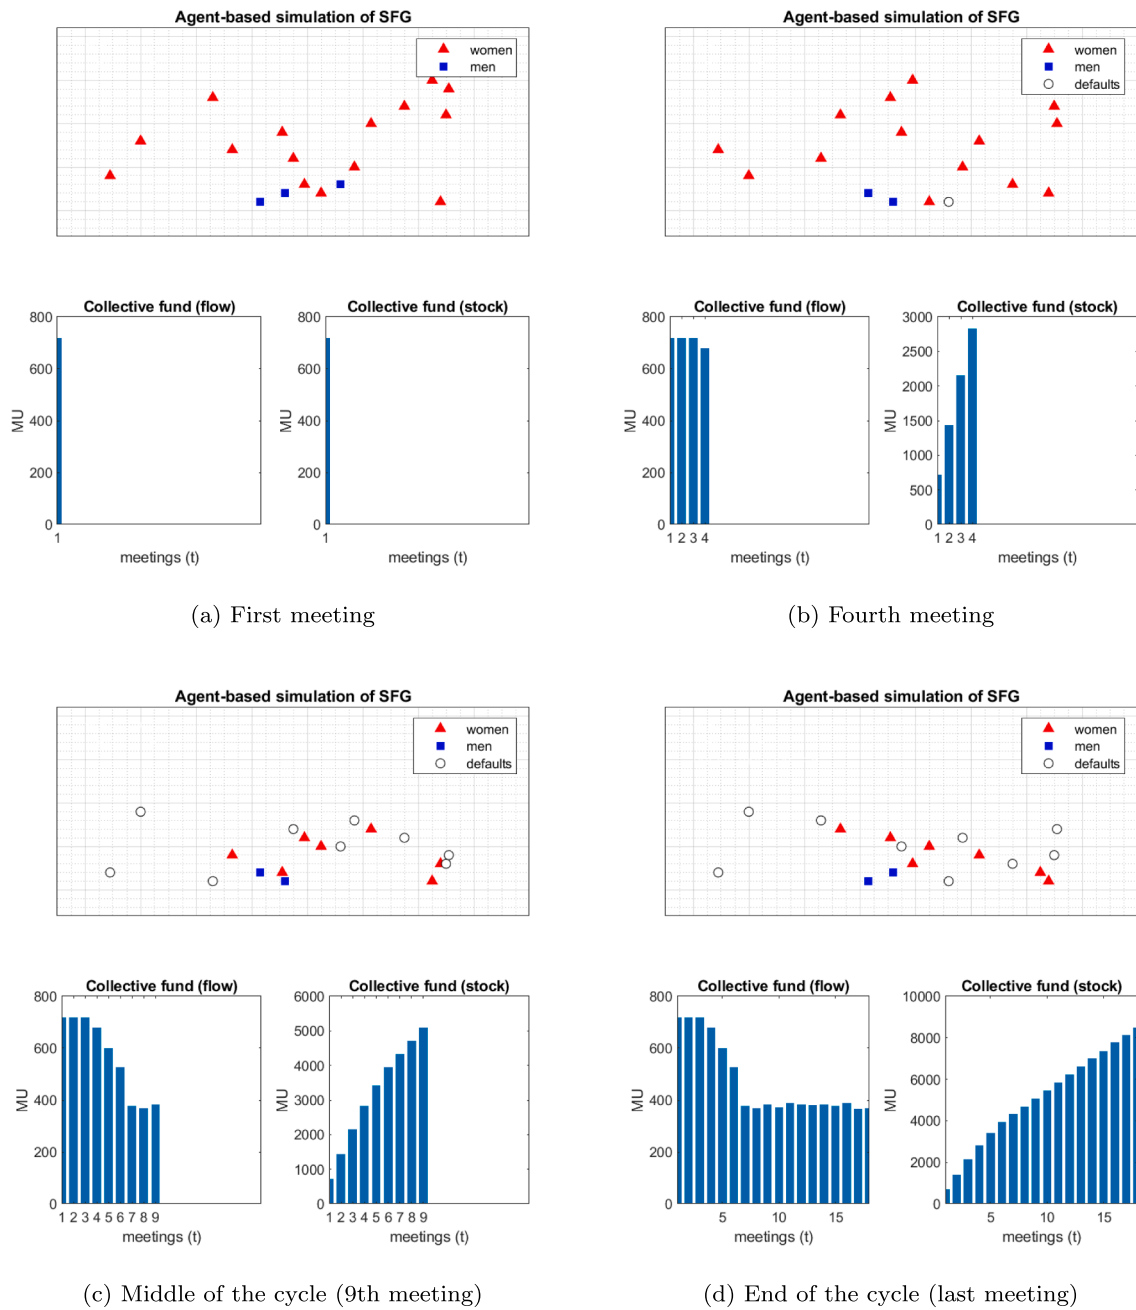 Agent-based simulation of SFG
women
men
Collective fund (flow)
800
600
400
200
0
MU
1
meetings (t)
Collective fund (stock)
800
600
400
200
0
MU
1
meetings (t)
(a) First meeting
Agent-based simulation of SFG
women
men
defaults
Collective fund (flow)
800
600
400
200
0
MU
1 2 3 4
meetings (t)
Collective fund (stock)
3000
2500
2000
1500
1000
500
0
MU
1 2 3 4
meetings (t)
(b) Fourth meeting
Agent-based simulation of SFG
women
men
defaults
Collective fund (flow)
800
600
400
200
0
MU
1 2 3 4 5 6 7 8 9
meetings (t)
Collective fund (stock)
6000
5000
4000
3000
2000
1000
0
MU
1 2 3 4 5 6 7 8 9
meetings (t)
(c) Middle of the cycle (9th meeting)
Agent-based simulation of SFG
women
men
defaults
Collective fund (flow)
800
600
400
200
0
MU
5 10 15
meetings (t)
Collective fund (stock)
10000
8000
6000
4000
2000
0
MU
5 10 15
meetings (t)
(d) End of the cycle (last meeting)